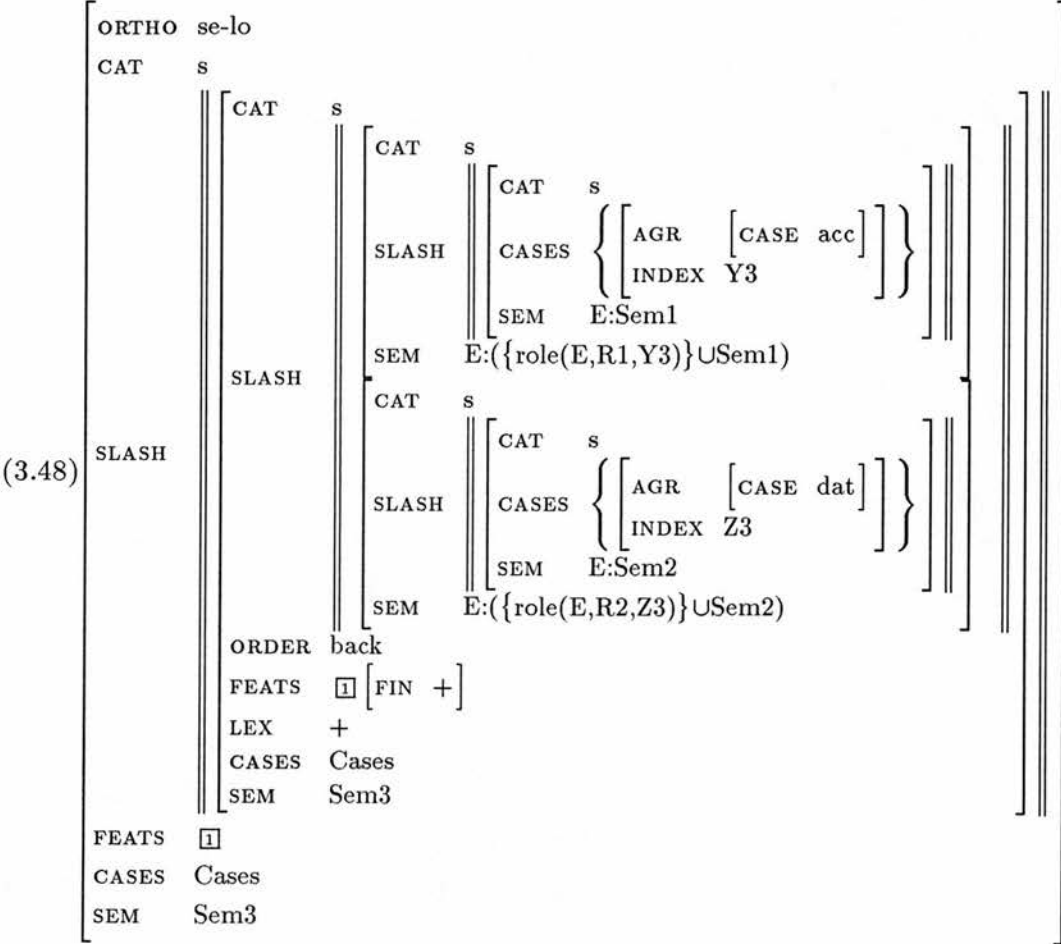 ORTHO se-lo
CAT s
CAT s
CAT s
CAT s
SLASH CASES { AGR [CASE acc]
INDEX Y3 }
SEM E:Sem1
SEM E:({role(E,R1,Y3)}∪Sem1)
SLASH
CAT s
CAT s
(3.48) SLASH
SLASH CASES { AGR [CASE dat]
INDEX Z3 }
SEM E:Sem2
SEM E:({role(E,R2,Z3)}∪Sem2)
ORDER back
FEATS 1 [FIN +]
LEX +
CASES Cases
SEM Sem3
FEATS 1
CASES Cases
SEM Sem3